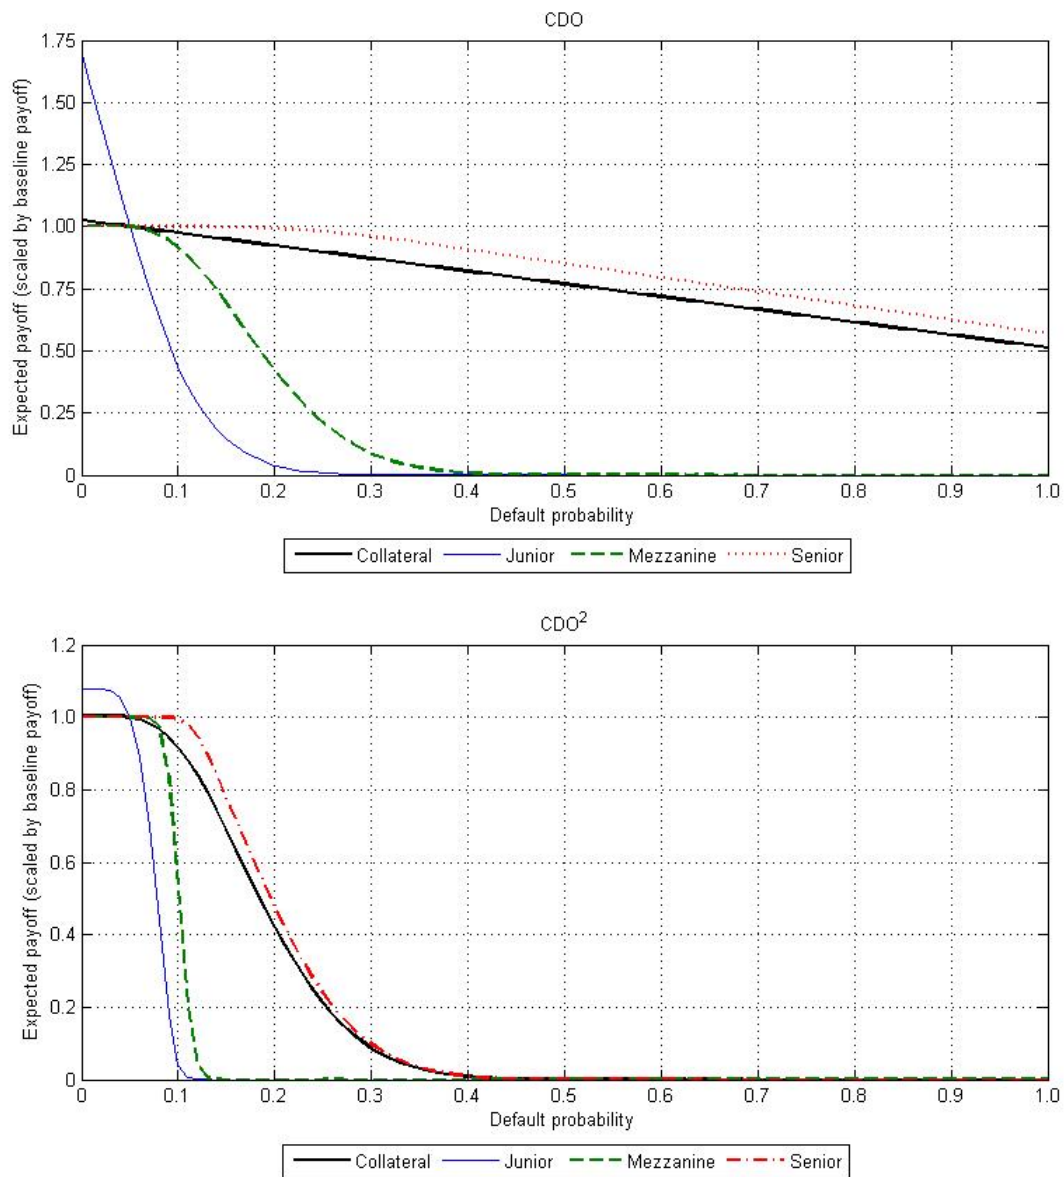 CDO
Expected payoff (scaled by baseline payoff)
1.75
1.50
1.25
1.00
0.75
0.50
0.25
0
0 0.1 0.2 0.3 0.4 0.5 0.6 0.7 0.8 0.9 1.0
Default probability
Collateral Junior Mezzanine Senior
CDO²
Expected payoff (scaled by baseline payoff)
1.2
1.0
0.8
0.6
0.4
0.2
0
0 0.1 0.2 0.3 0.4 0.5 0.6 0.7 0.8 0.9 1.0
Default probability
Collateral Junior Mezzanine Senior